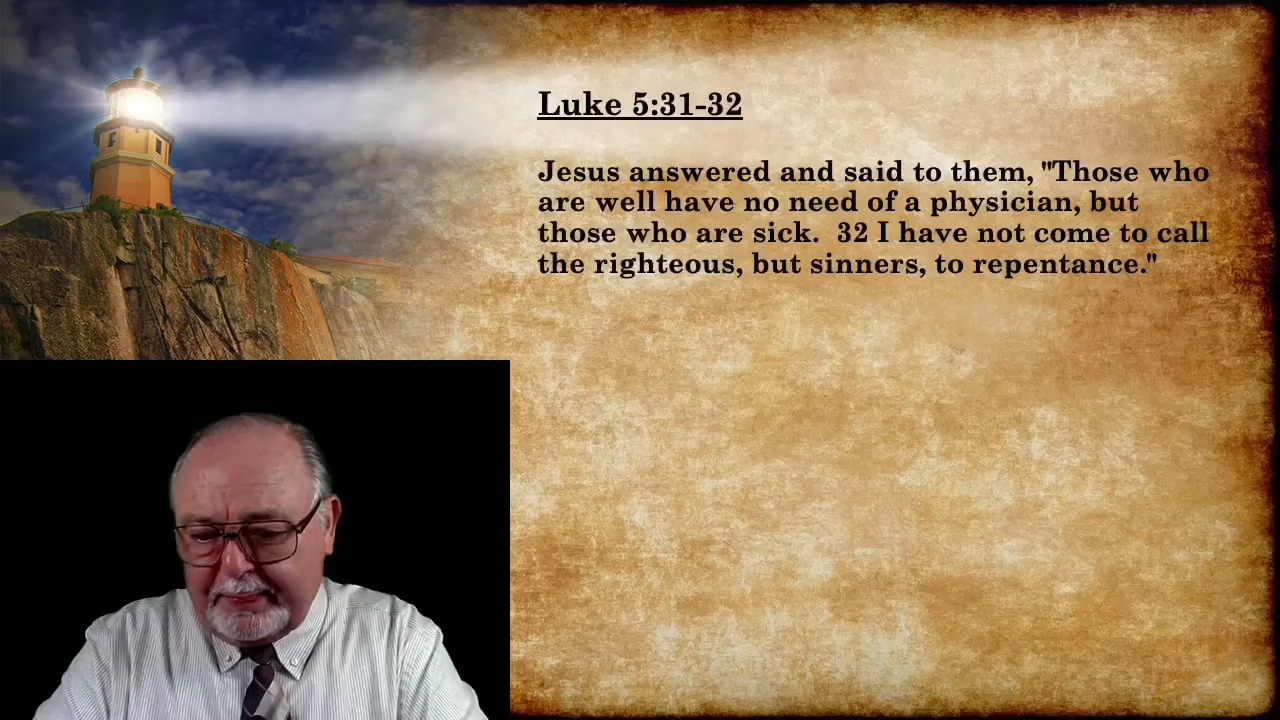 Luke 5:31-32
Jesus answered and said to them, "Those who
are well have no need of a physician, but
those who are sick.  32 I have not come to call
the righteous, but sinners, to repentance."